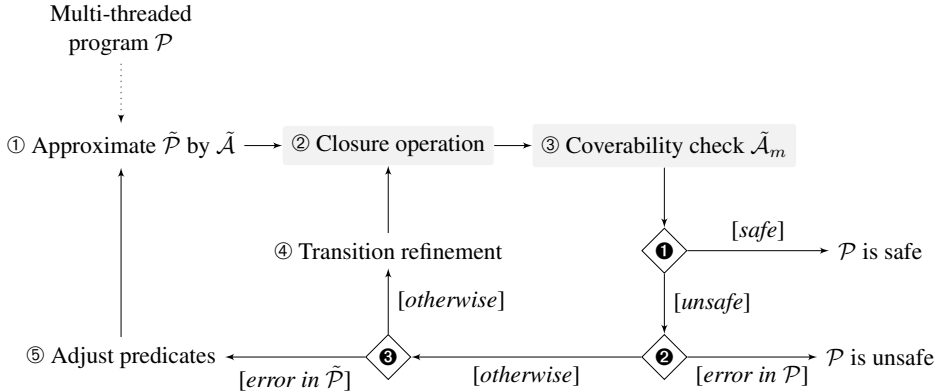 Multi-threaded
program 𝒫
① Approximate 𝒫̃ by 𝒜̃
② Closure operation
③ Coverability check 𝒜̃ₘ
④ Transition refinement
❶
[safe]
𝒫 is safe
[otherwise]
[unsafe]
⑤ Adjust predicates
[error in 𝒫̃]
❸
[otherwise]
❷
[error in 𝒫]
𝒫 is unsafe